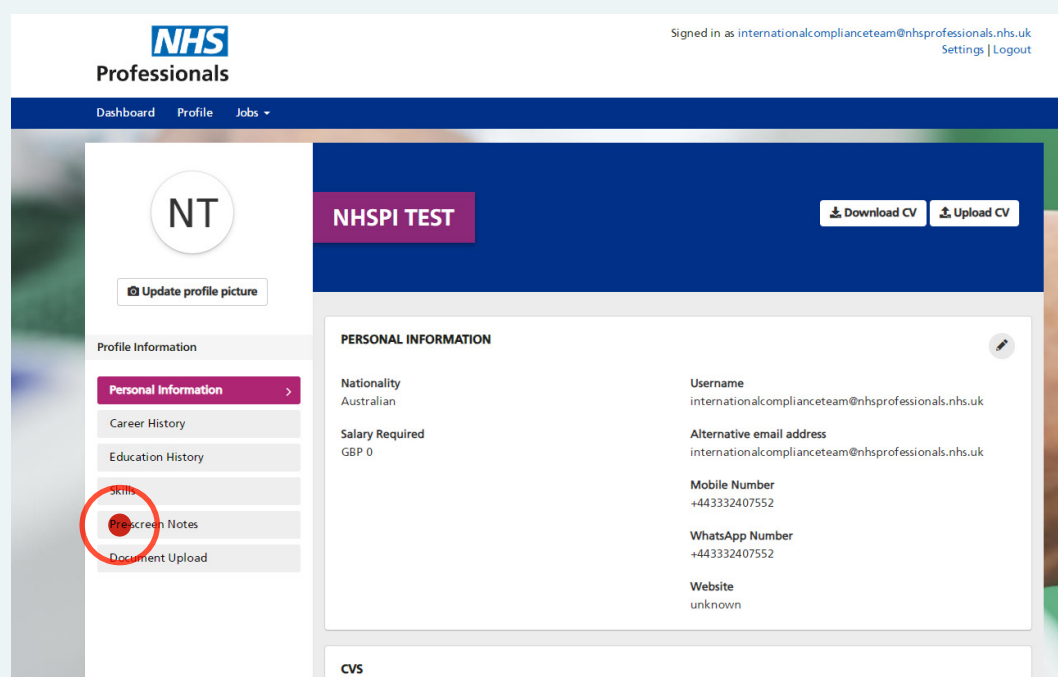 NHS
Professionals
Signed in as internationalcomplianceteam@nhsprofessionals.nhs.uk
Settings | Logout
Dashboard Profile Jobs
NT
Update profile picture
NHSPI TEST
Download CV Upload CV
Profile Information
Personal Information
Career History
Education History
Skills
Pre-screen Notes
Document Upload
PERSONAL INFORMATION
Nationality
Australian
Salary Required
GBP 0
Username
internationalcomplianceteam@nhsprofessionals.nhs.uk
Alternative email address
internationalcomplianceteam@nhsprofessionals.nhs.uk
Mobile Number
+443332407552
WhatsApp Number
+443332407552
Website
unknown
CVS